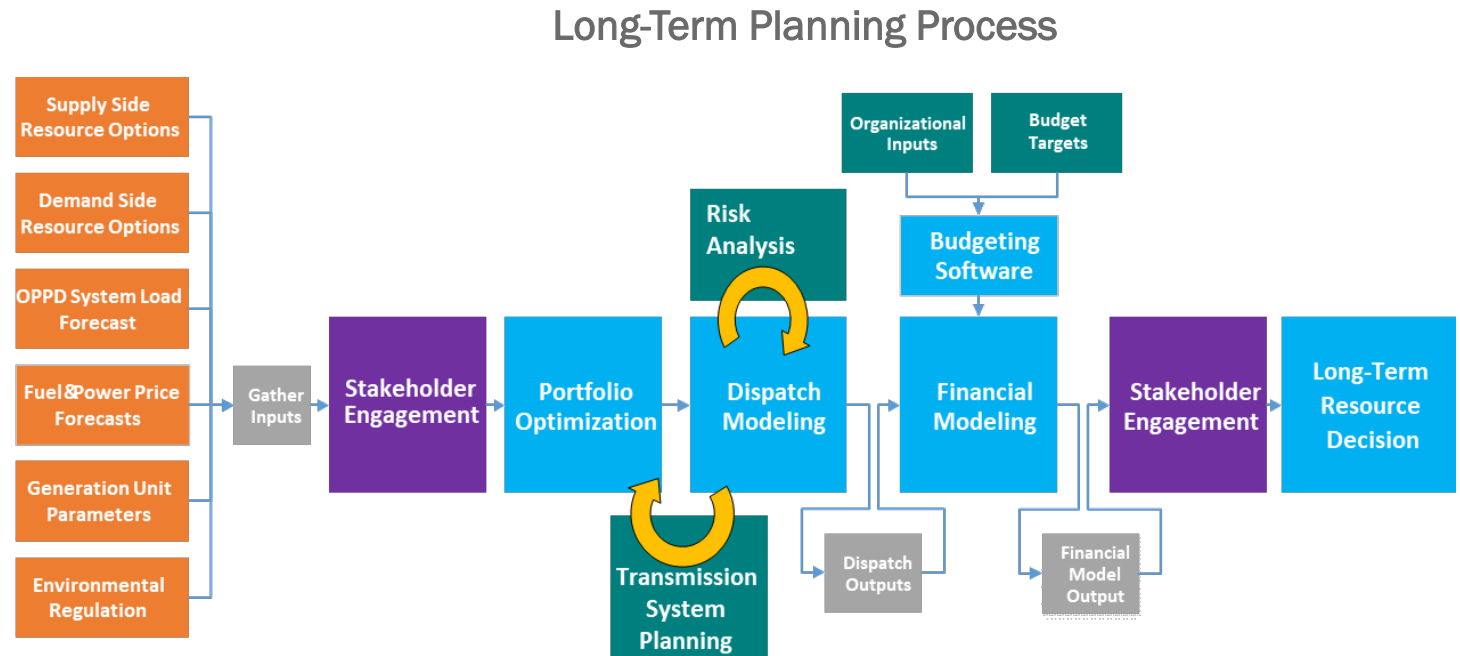 Long-Term Planning Process
Supply Side
Resource Options
Demand Side
Resource Options
OPPD System Load
Forecast
Fuel&Power Price
Forecasts
Generation Unit
Parameters
Environmental
Regulation
Gather
Inputs
Stakeholder
Engagement
Portfolio
Optimization
Risk
Analysis
Dispatch
Modeling
Transmission
System
Planning
Dispatch
Outputs
Organizational
Inputs
Budget
Targets
Budgeting
Software
Financial
Modeling
Financial
Model
Output
Stakeholder
Engagement
Long-Term
Resource
Decision